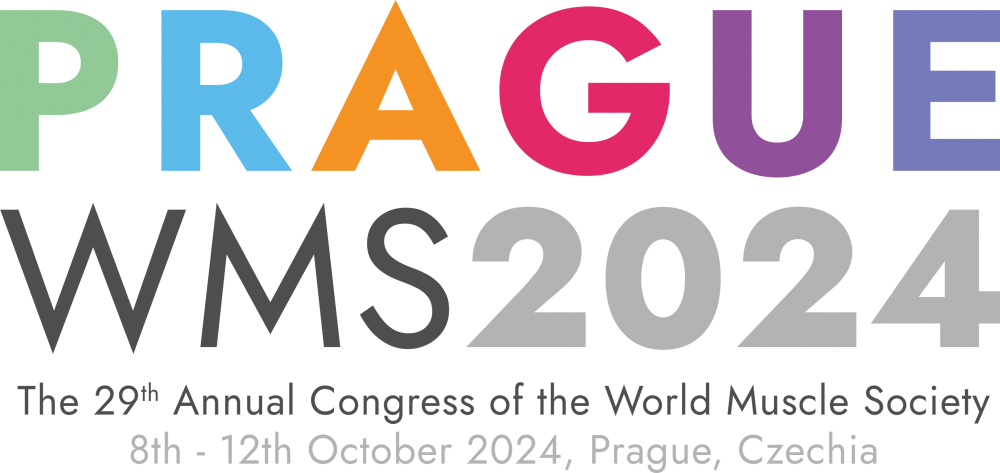 PRAGUE
WMS2024
The 29th Annual Congress of the World Muscle Society
8th - 12th October 2024, Prague, Czechia